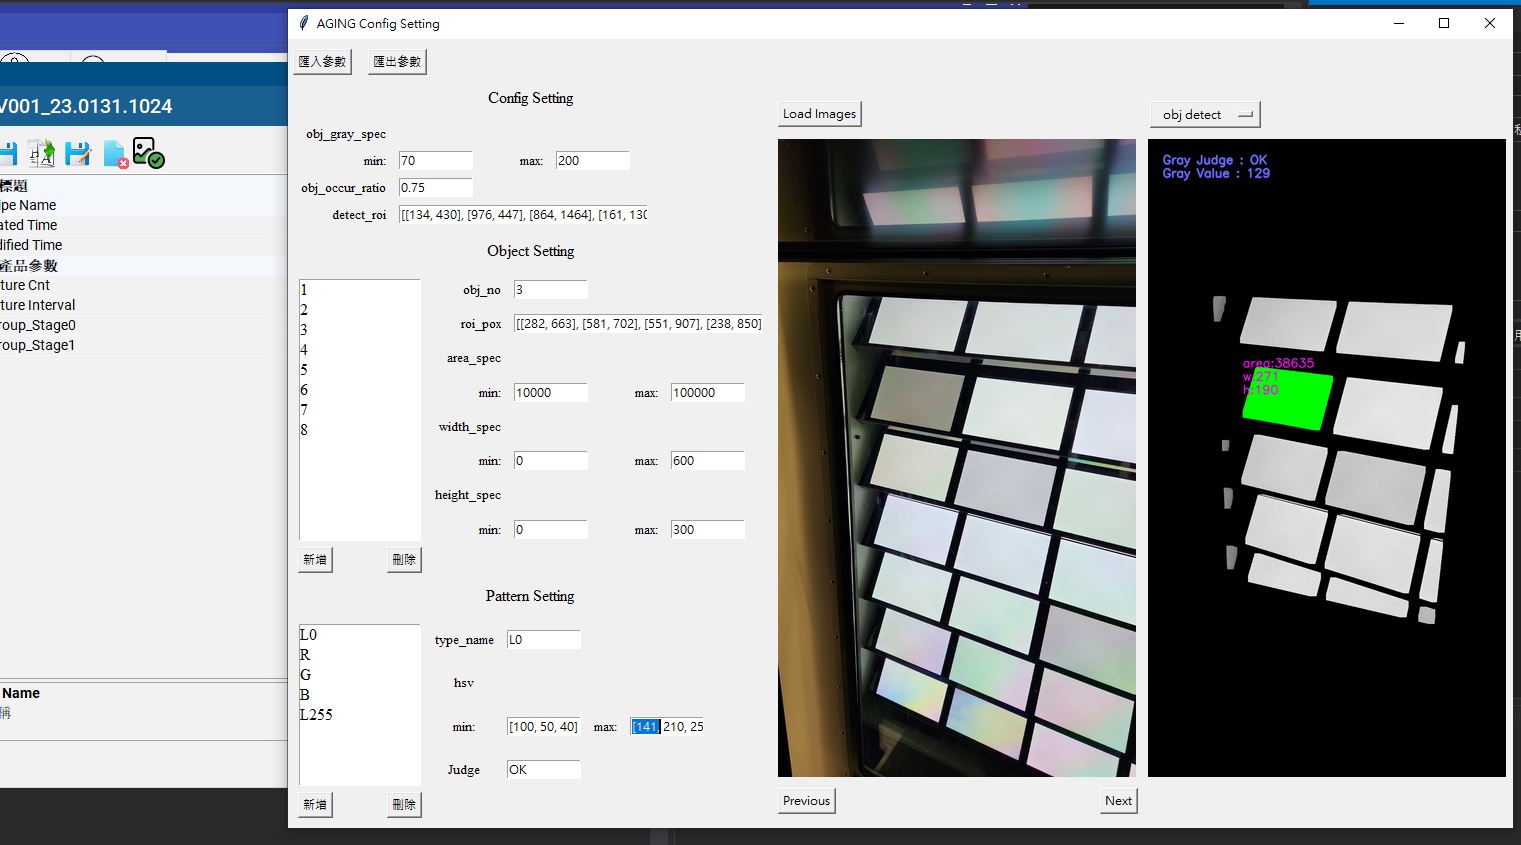 AGING Config Setting
匯入參數 匯出參數
V001_23.0131.1024
標題
ipe Name
ated Time
dified Time
產品參數
ture Cnt
ture Interval
roup_Stage0
roup_Stage1
Name
稱
Config Setting
obj_gray_spec
min: 70 max: 200
obj_occur_ratio 0.75
detect_roi [[134, 430], [976, 447], [864, 1464], [161, 130
Object Setting
1
2
3
4
5
6
7
8
新增 刪除
obj_no 3
roi_pox [[282, 663], [581, 702], [551, 907], [238, 850]
area_spec
min: 10000 max: 100000
width_spec
min: 0 max: 600
height_spec
min: 0 max: 300
Pattern Setting
L0
R
G
B
L255
新增 刪除
type_name L0
hsv
min: [100, 50, 40] max: [141, 210, 25
Judge OK
Load Images
obj detect
Gray Judge : OK
Gray Value : 129
area:38635
w:271
h:190
Previous Next